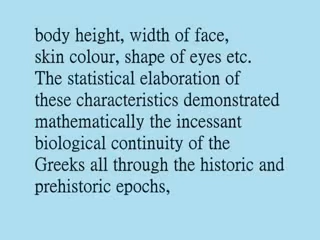 body height, width of face,
skin colour, shape of eyes etc.
The statistical elaboration of
these characteristics demonstrated
mathematically the incessant
biological continuity of the
Greeks all through the historic and
prehistoric epochs,